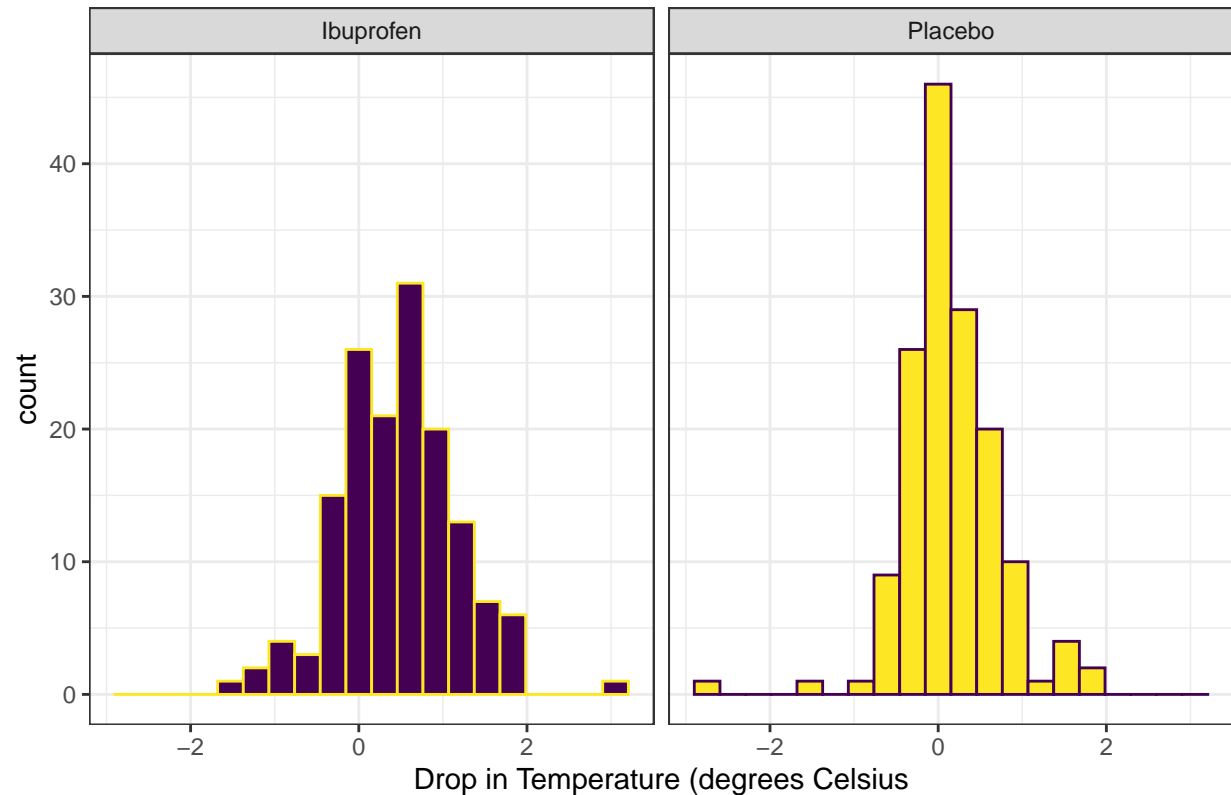 Ibuprofen
Placebo
count
40
30
20
10
0
−2 0 2
−2 0 2
Drop in Temperature (degrees Celsius